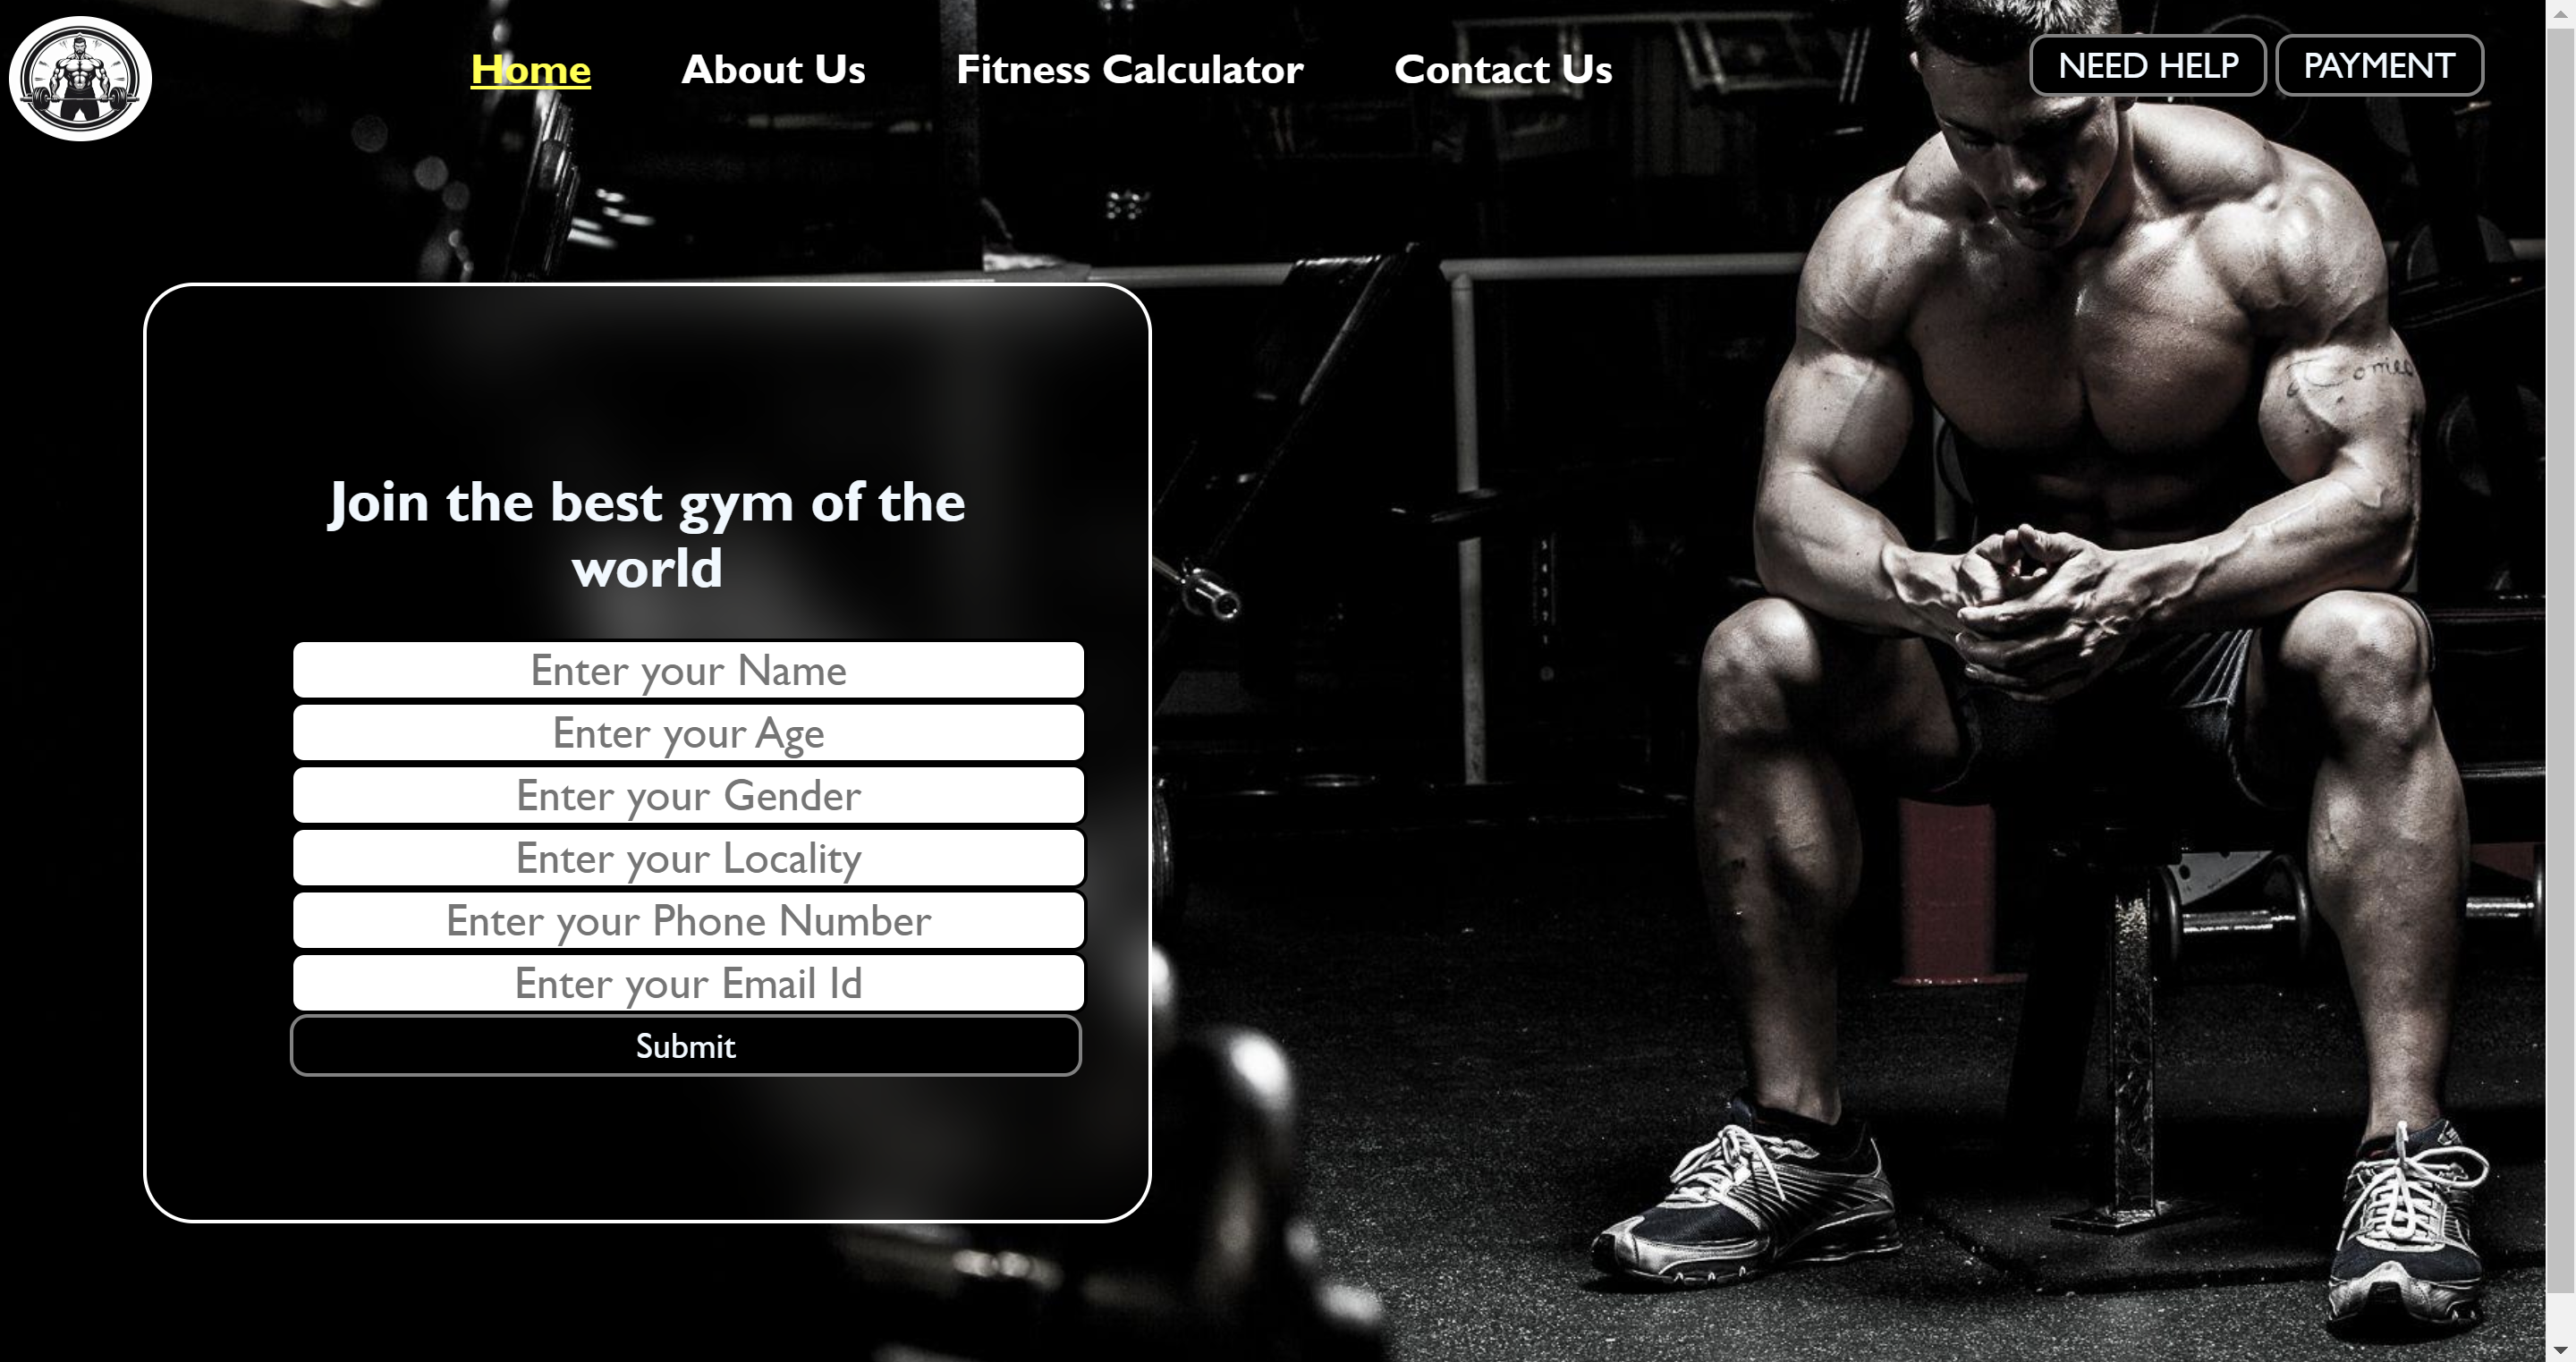 Home About Us Fitness Calculator Contact Us NEED HELP PAYMENT
Join the best gym of the
world
Enter your Name
Enter your Age
Enter your Gender
Enter your Locality
Enter your Phone Number
Enter your Email Id
Submit